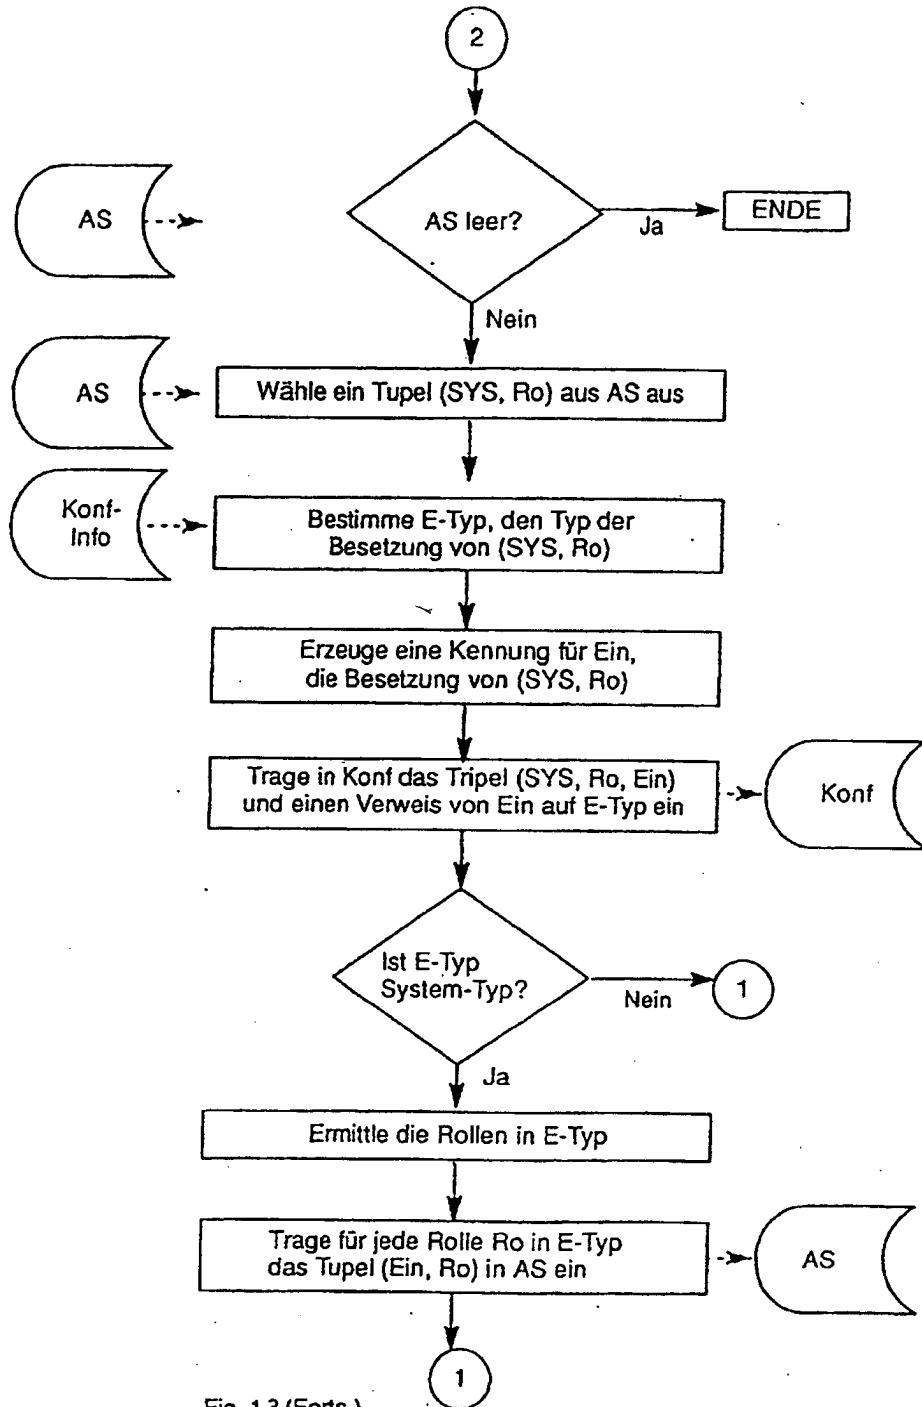 2
AS
AS leer?
Ja
ENDE
Nein
AS
Wähle ein Tupel (SYS, Ro) aus AS aus
Konf-
Info
Bestimme E-Typ, den Typ der
Besetzung von (SYS, Ro)
Erzeuge eine Kennung für Ein,
die Besetzung von (SYS, Ro)
Trage in Konf das Tripel (SYS, Ro, Ein)
und einen Verweis von Ein auf E-Typ ein
Konf
Ist E-Typ
System-Typ?
Nein
1
Ja
Ermittle die Rollen in E-Typ
Trage für jede Rolle Ro in E-Typ
das Tupel (Ein, Ro) in AS ein
AS
1
Fig. 1.3 (Forts.)